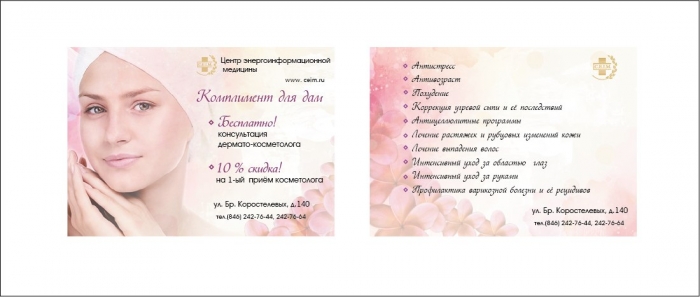 Центр энергоинформационной
медицины
www.ceim.ru
Комплимент для дам
Бесплатно!
консультация
дермато-косметолога
10 % скидка!
на 1-ый приём косметолога
ул. Бр. Коростелевых, д.140
тел.(846) 242-76-44, 242-76-64
Антистресс
Антивозраст
Похудение
Коррекция угревой сыти и её последствий
Антицеллюлитные программы
Лечение растяжек и рубцовых изменений кожи
Лечение выпадения волос
Интенсивный уход за областью глаз
Интенсивный уход за руками
Профилактика варикозной болезни и её рецидивов
ул. Бр. Коростелевых, д.140
тел.(846) 242-76-44, 242-76-64